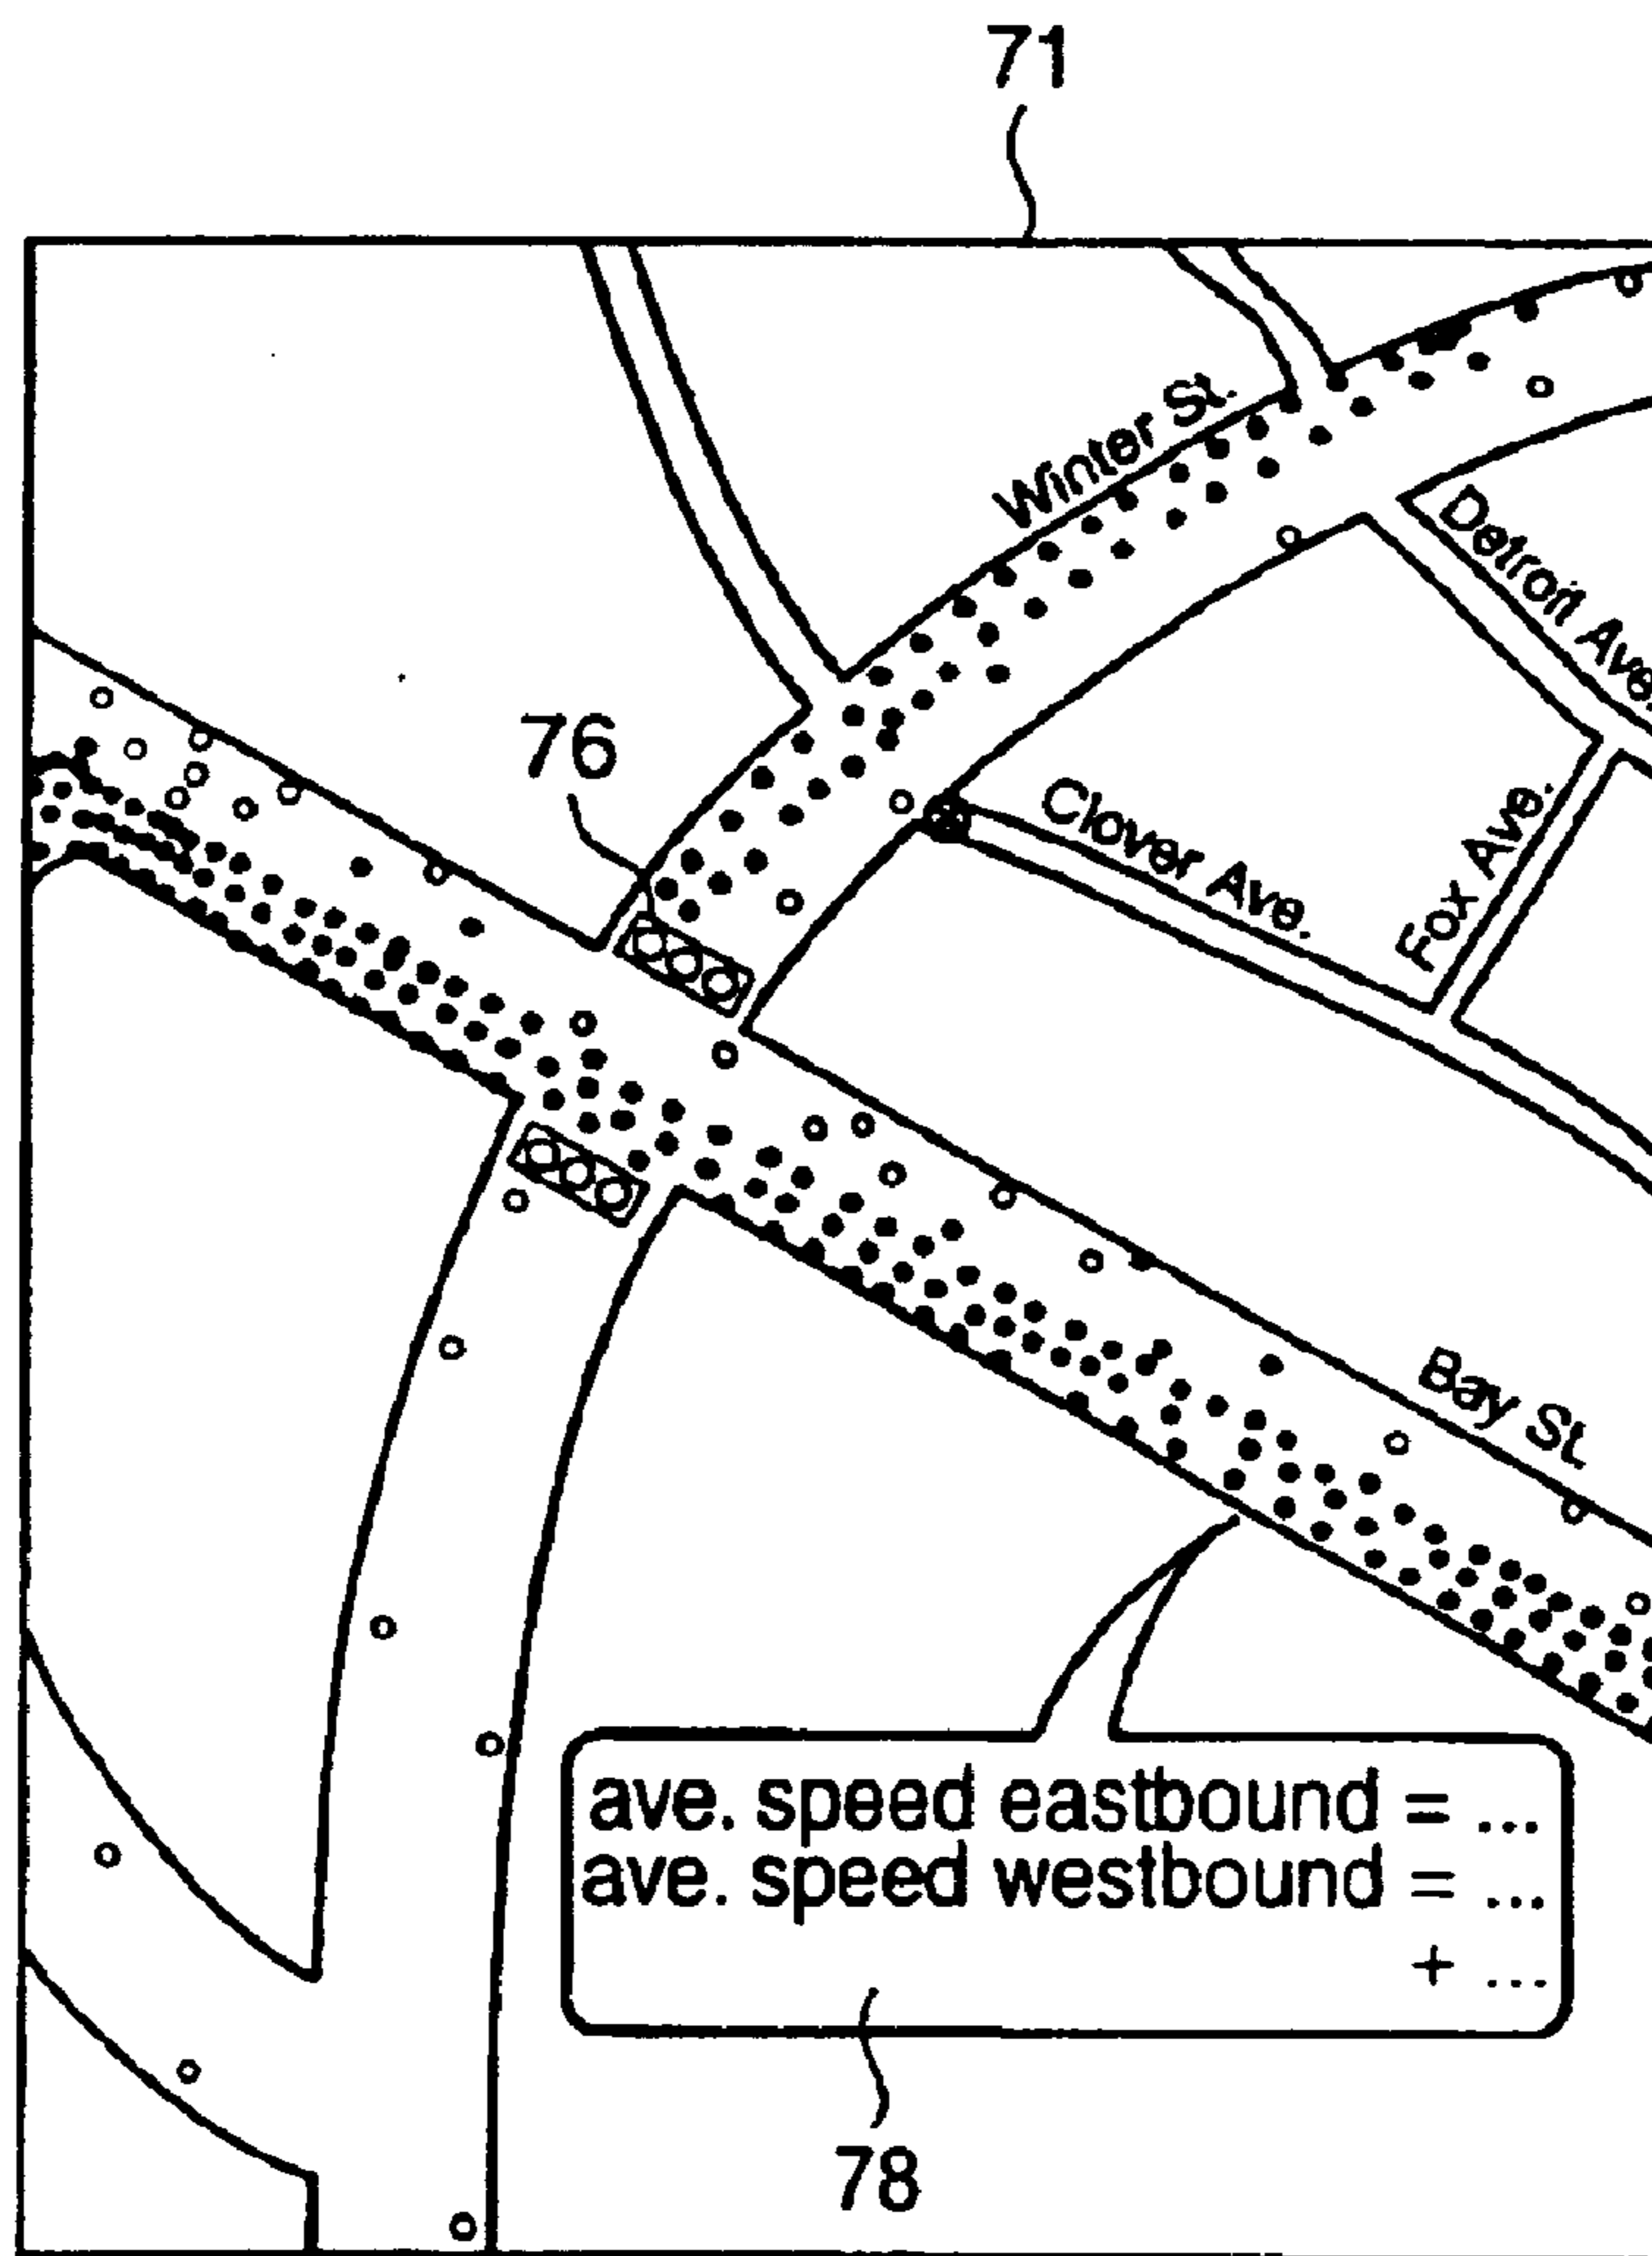 71
Winter St.
Detroit Ave.
76
Clover Ave.
Fox Ave.
Bay St.
ave. speed eastbound = ...
ave. speed westbound = ...
+ ...
78